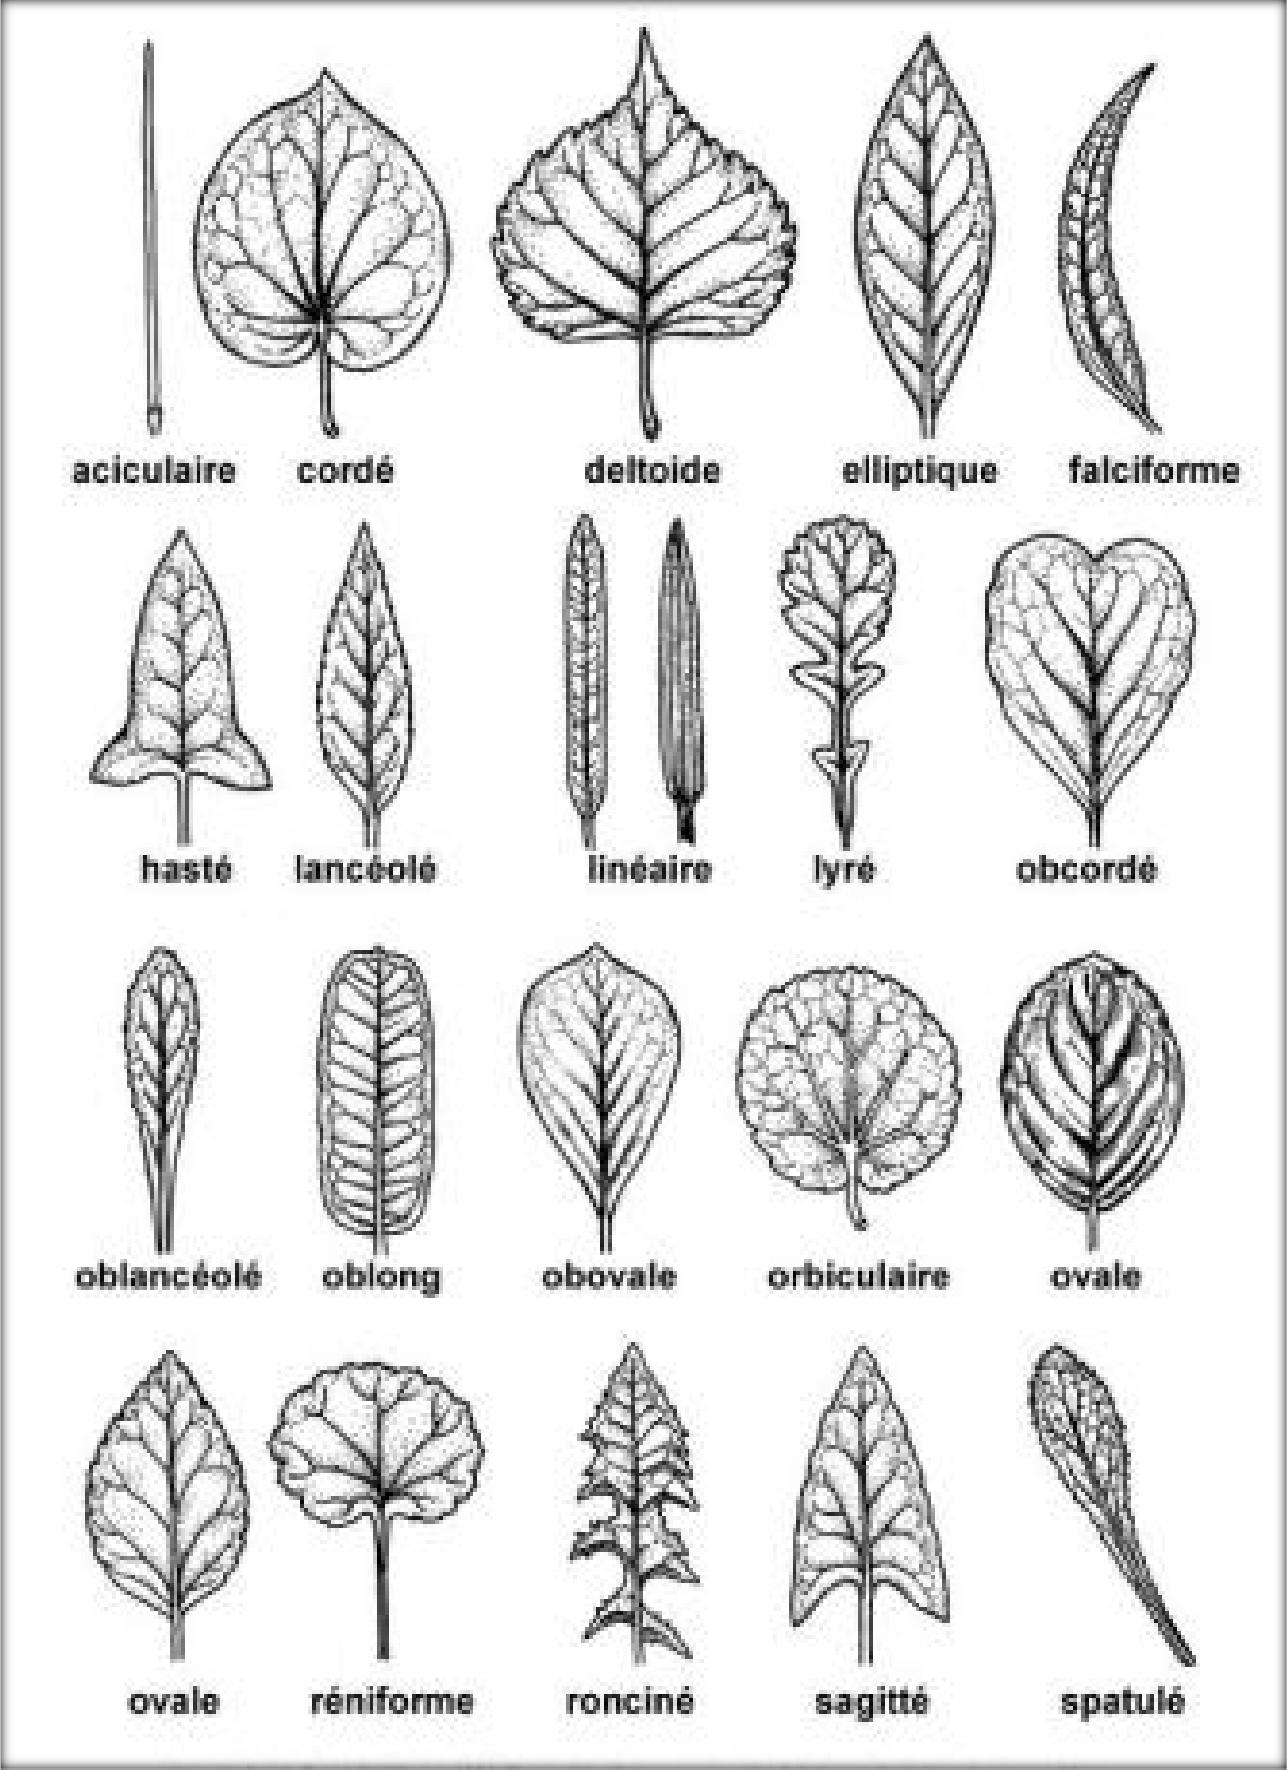 aciculaire cordé deltoide elliptique falciforme
hasté lancéolé linéaire lyré obcordé
oblancéolé oblong obovale orbiculaire ovale
ovale réniforme ronciné sagitté spatulé